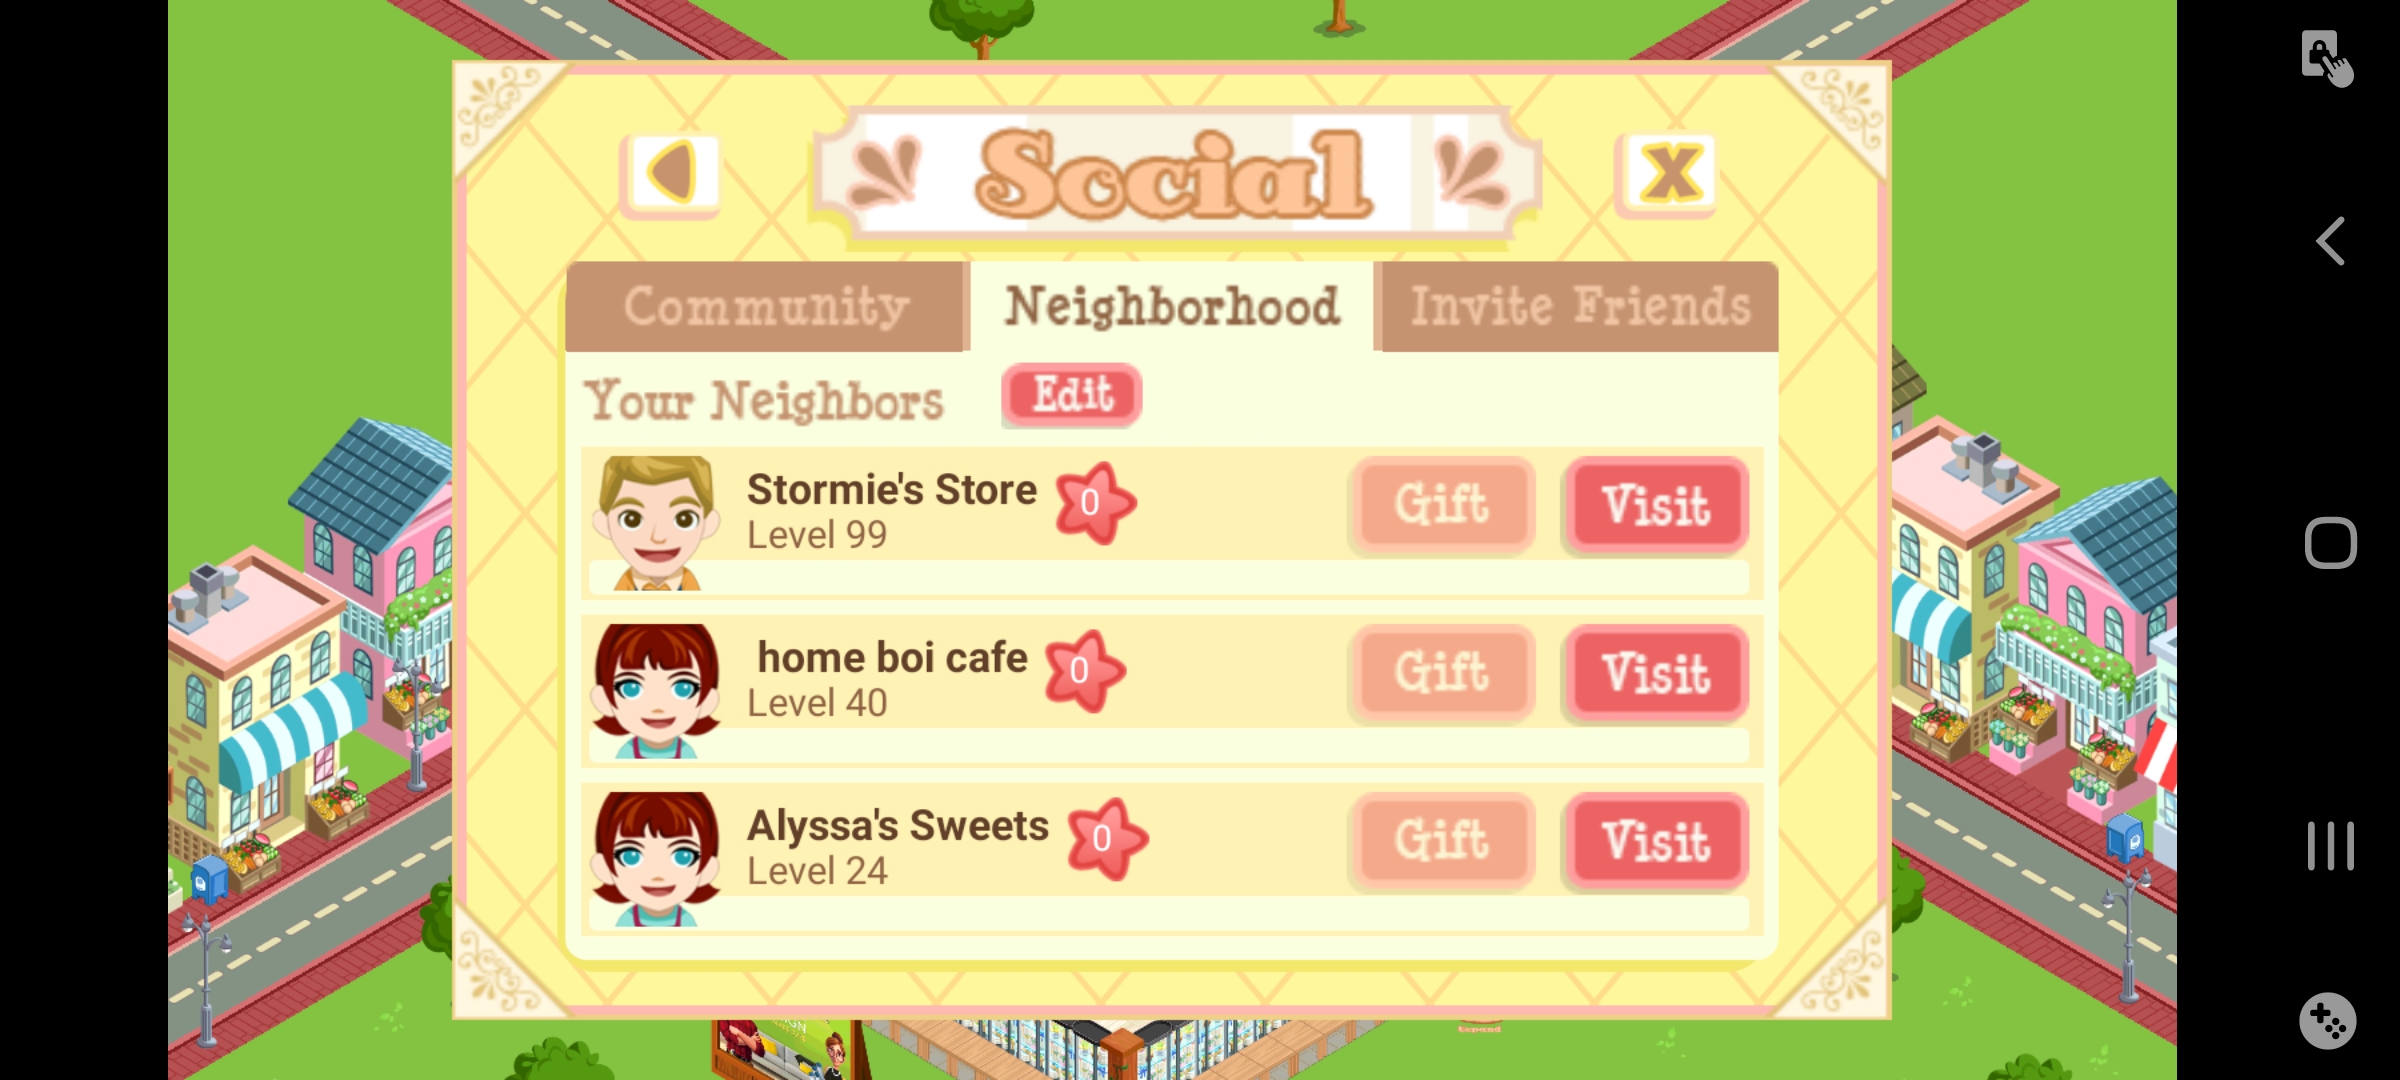 Social
Community
Neighborhood
Invite Friends
Your Neighbors
Edit
Stormie's Store
0
Level 99
Gift
Visit
home boi cafe
0
Level 40
Gift
Visit
Alyssa's Sweets
0
Level 24
Gift
Visit
Expand